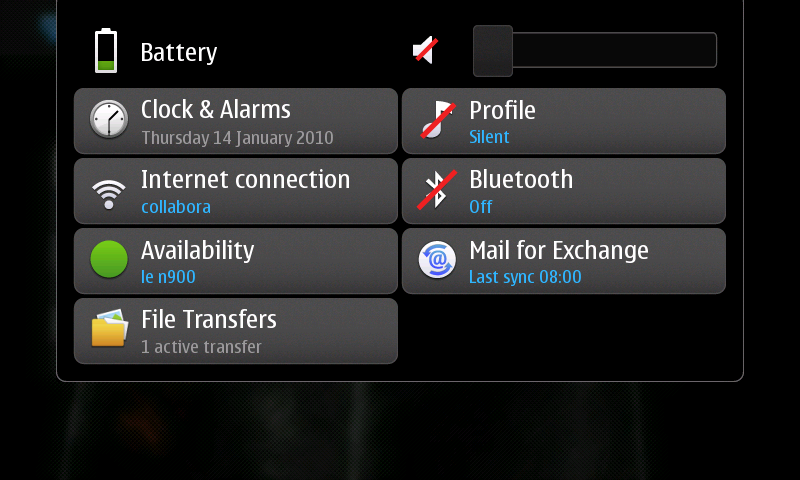 Battery
Clock & Alarms
Thursday 14 January 2010
Profile
Silent
Internet connection
collabora
Bluetooth
Off
Availability
le n900
Mail for Exchange
Last sync 08:00
File Transfers
1 active transfer